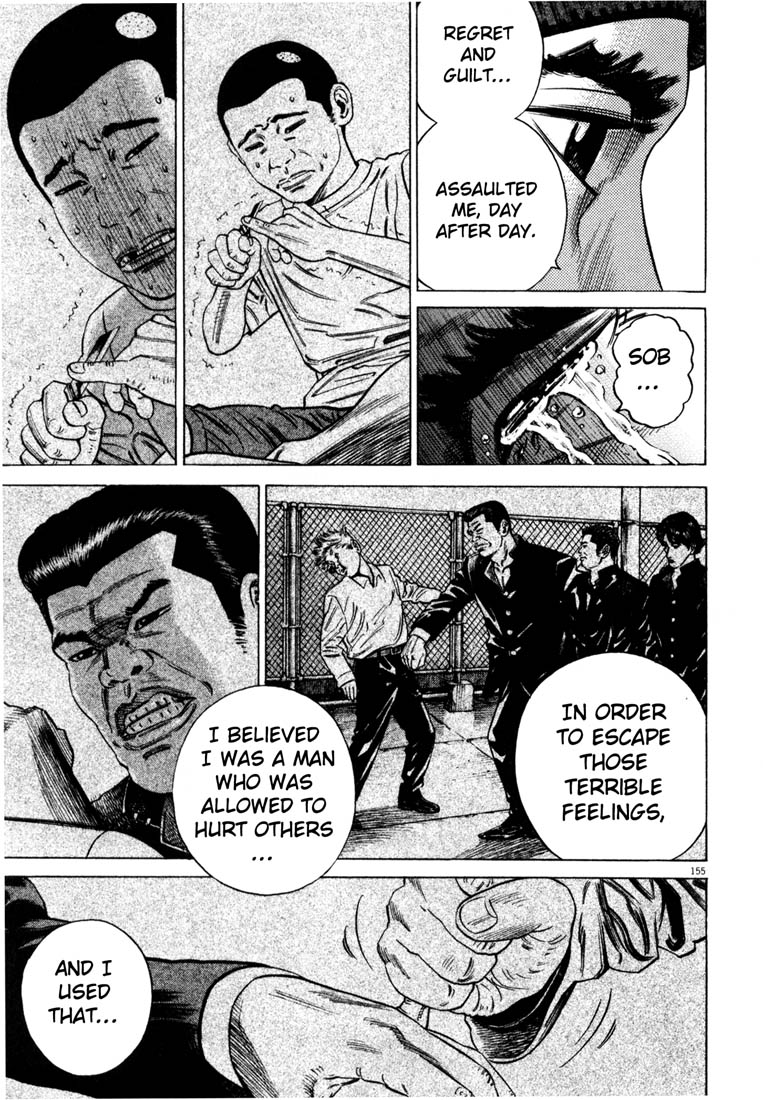 REGRET
AND
GUILT...
ASSAULTED
ME, DAY
AFTER DAY.
SOB
...
IN ORDER
TO ESCAPE
THOSE
TERRIBLE
FEELINGS,
I BELIEVED
I WAS A MAN
WHO WAS
ALLOWED TO
HURT OTHERS
...
155
AND I
USED
THAT...